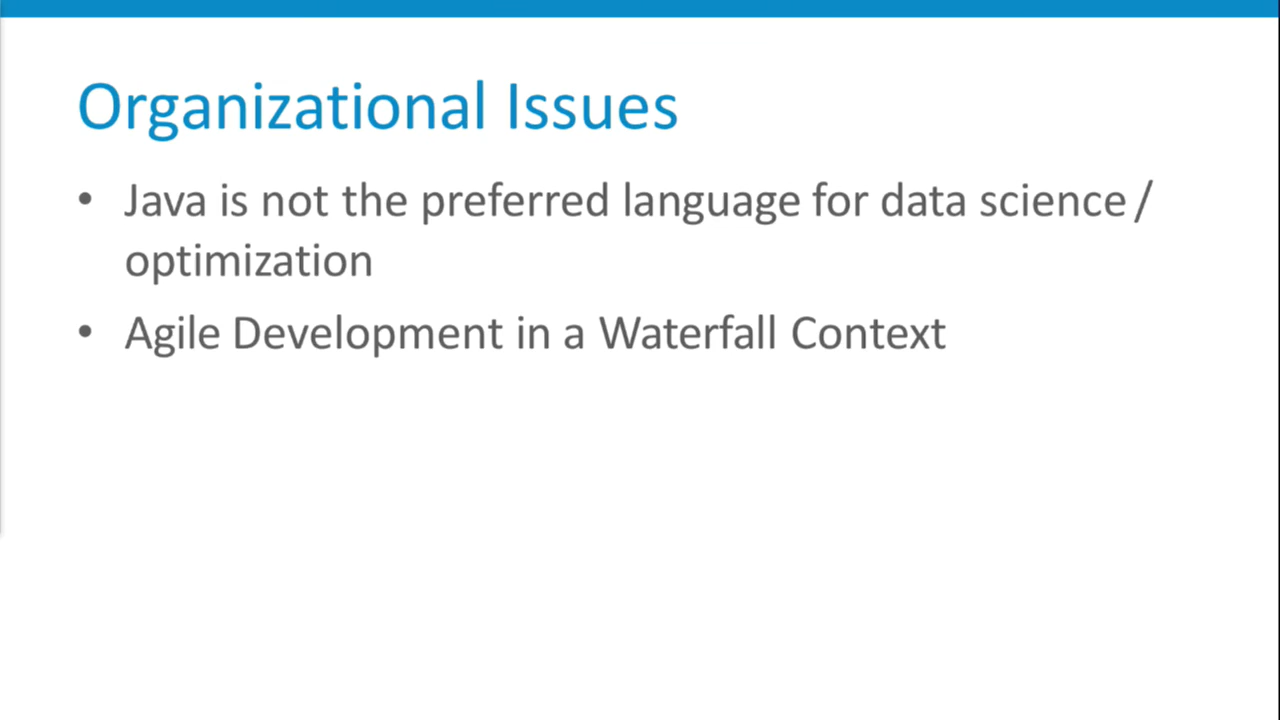 Organizational Issues
• Java is not the preferred language for data science /
optimization
• Agile Development in a Waterfall Context